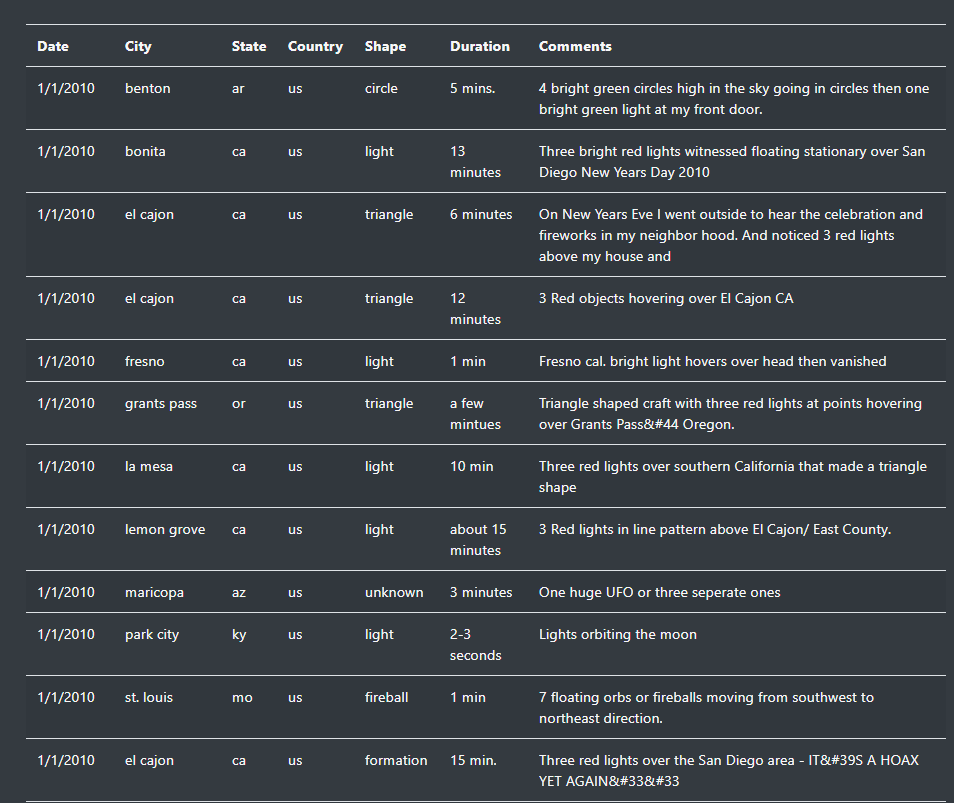 Date City State Country Shape Duration Comments
1/1/2010 benton ar us circle 5 mins. 4 bright green circles high in the sky going in circles then one
bright green light at my front door.
1/1/2010 bonita ca us light 13 Three bright red lights witnessed floating stationary over San
minutes Diego New Years Day 2010
1/1/2010 el cajon ca us triangle 6 minutes On New Years Eve I went outside to hear the celebration and
fireworks in my neighbor hood. And noticed 3 red lights
above my house and
1/1/2010 el cajon ca us triangle 12 3 Red objects hovering over El Cajon CA
minutes
1/1/2010 fresno ca us light 1 min Fresno cal. bright light hovers over head then vanished
1/1/2010 grants pass or us triangle a few Triangle shaped craft with three red lights at points hovering
mintues over Grants Pass&#44 Oregon.
1/1/2010 la mesa ca us light 10 min Three red lights over southern California that made a triangle
shape
1/1/2010 lemon grove ca us light about 15 3 Red lights in line pattern above El Cajon/ East County.
minutes
1/1/2010 maricopa az us unknown 3 minutes One huge UFO or three seperate ones
1/1/2010 park city ky us light 2-3 Lights orbiting the moon
seconds
1/1/2010 st. louis mo us fireball 1 min 7 floating orbs or fireballs moving from southwest to
northeast direction.
1/1/2010 el cajon ca us formation 15 min. Three red lights over the San Diego area - IT&#39S A HOAX
YET AGAIN&#33&#33